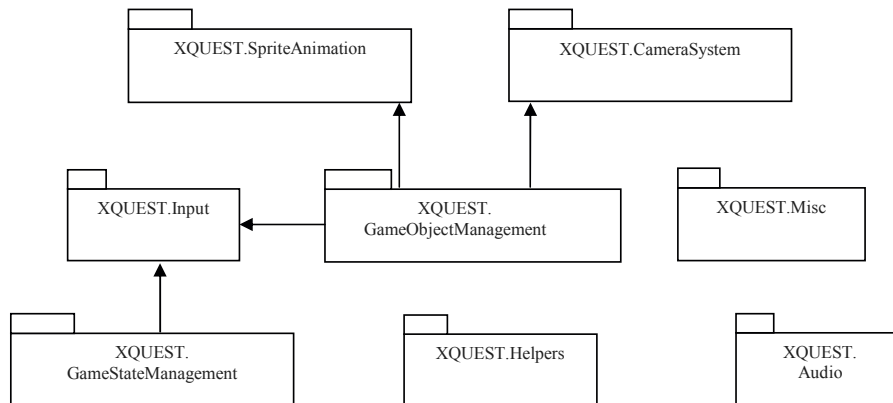 XQUEST.SpriteAnimation
XQUEST.CameraSystem
XQUEST.Input
XQUEST.
GameObjectManagement
XQUEST.Misc
XQUEST.
GameStateManagement
XQUEST.Helpers
XQUEST.
Audio